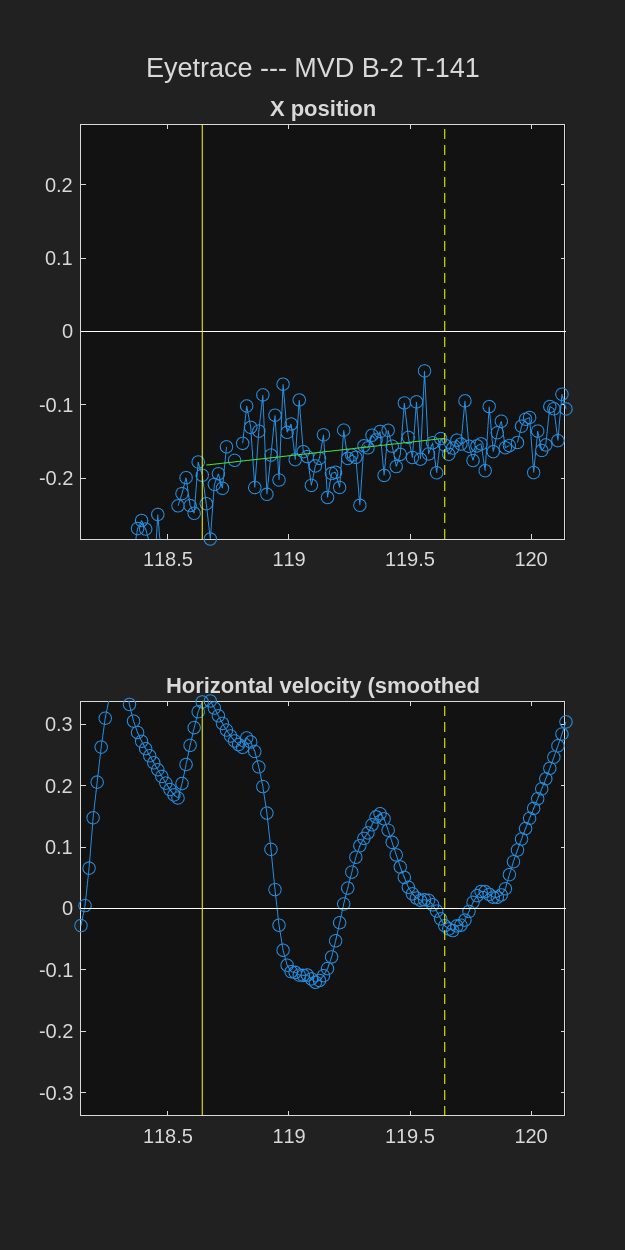 Eyetrace --- MVD B-2 T-141
X position
0.2
0.1
0
-0.1
-0.2
118.5 119 119.5 120
Horizontal velocity (smoothed
0.3
0.2
0.1
0
-0.1
-0.2
-0.3
118.5 119 119.5 120